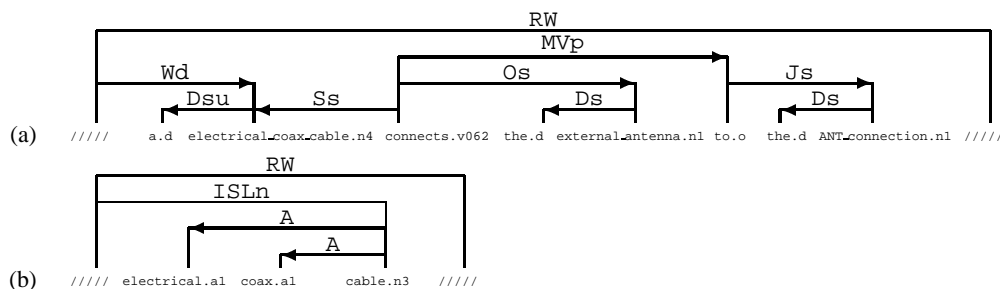 RW
MVp
Wd Os Js
Dsu Ss Ds Ds
(a) ///// a.d electrical_coax_cable.n4 connects.v062 the.d external_antenna.n1 to.o the.d ANT_connection.n1 /////
RW
ISLn
A
A
(b) ///// electrical.a1 coax.a1 cable.n3 /////